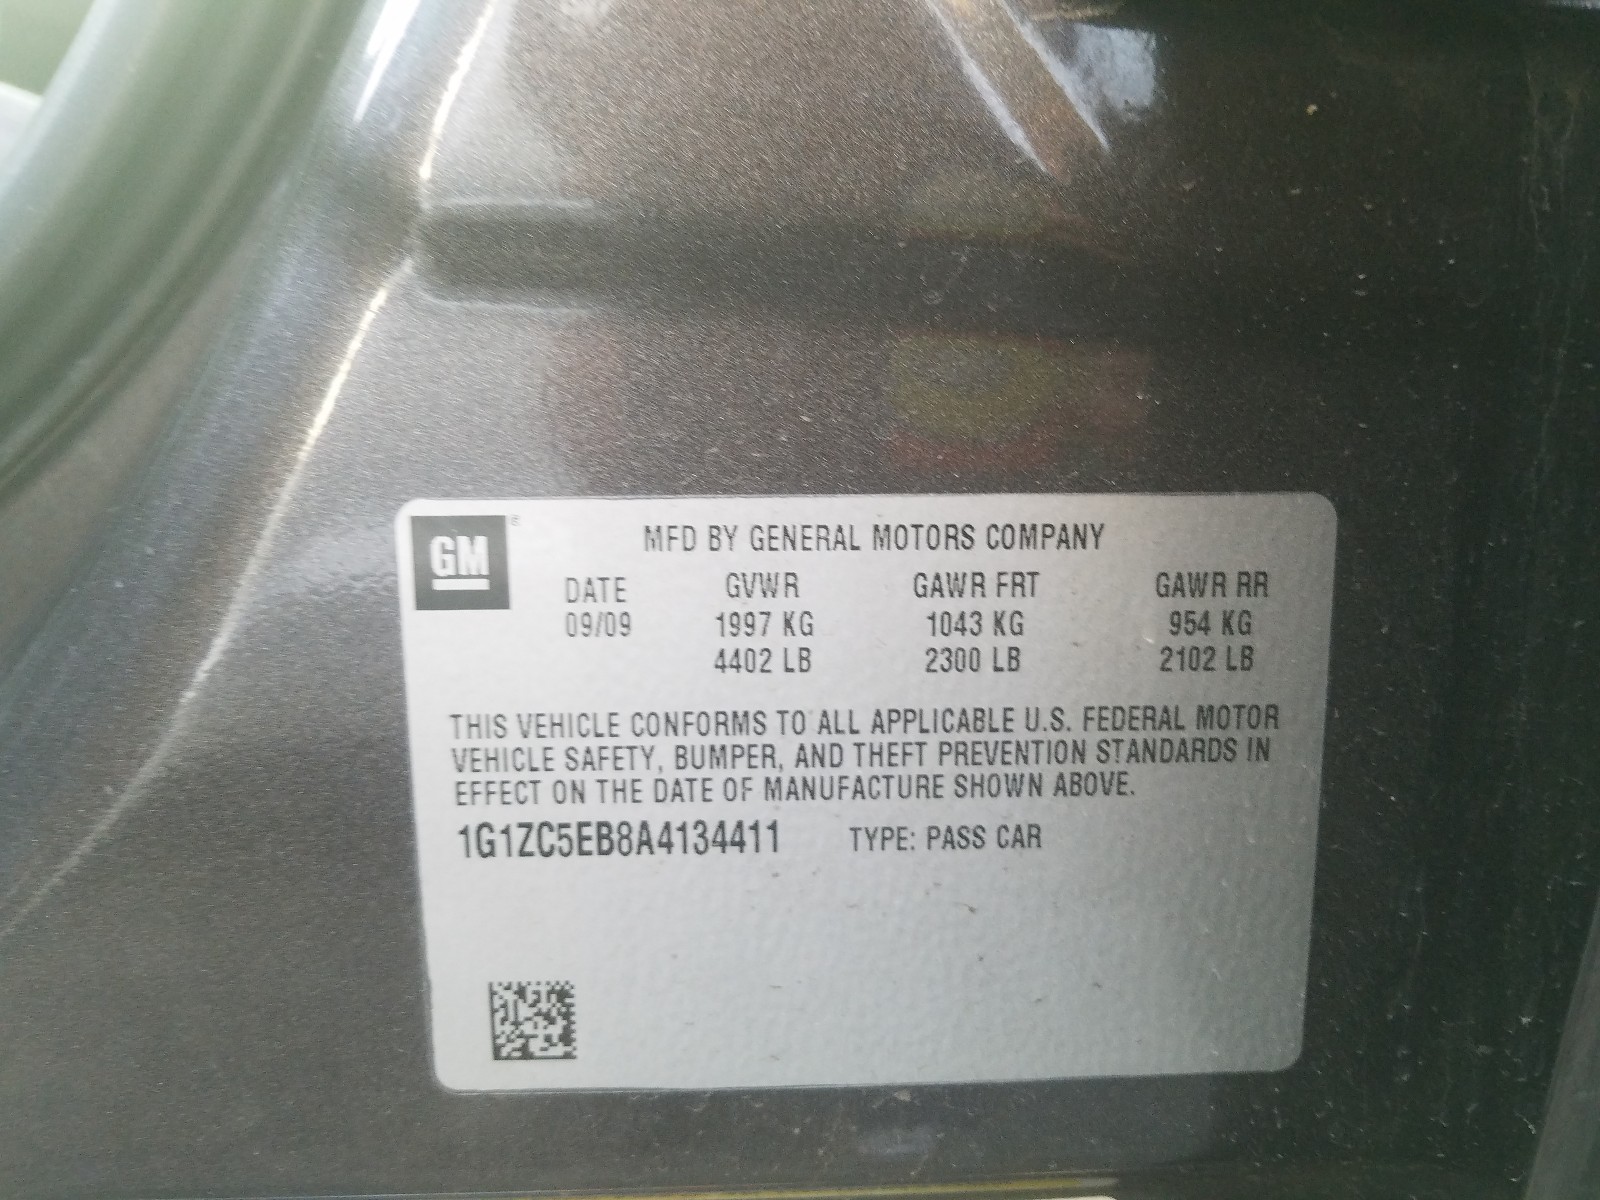 GM ®
MFD BY GENERAL MOTORS COMPANY
DATE GVWR GAWR FRT GAWR RR
09/09 1997 KG 1043 KG 954 KG
4402 LB 2300 LB 2102 LB
THIS VEHICLE CONFORMS TO ALL APPLICABLE U.S. FEDERAL MOTOR
VEHICLE SAFETY, BUMPER, AND THEFT PREVENTION STANDARDS IN
EFFECT ON THE DATE OF MANUFACTURE SHOWN ABOVE.
1G1ZC5EB8A4134411 TYPE: PASS CAR